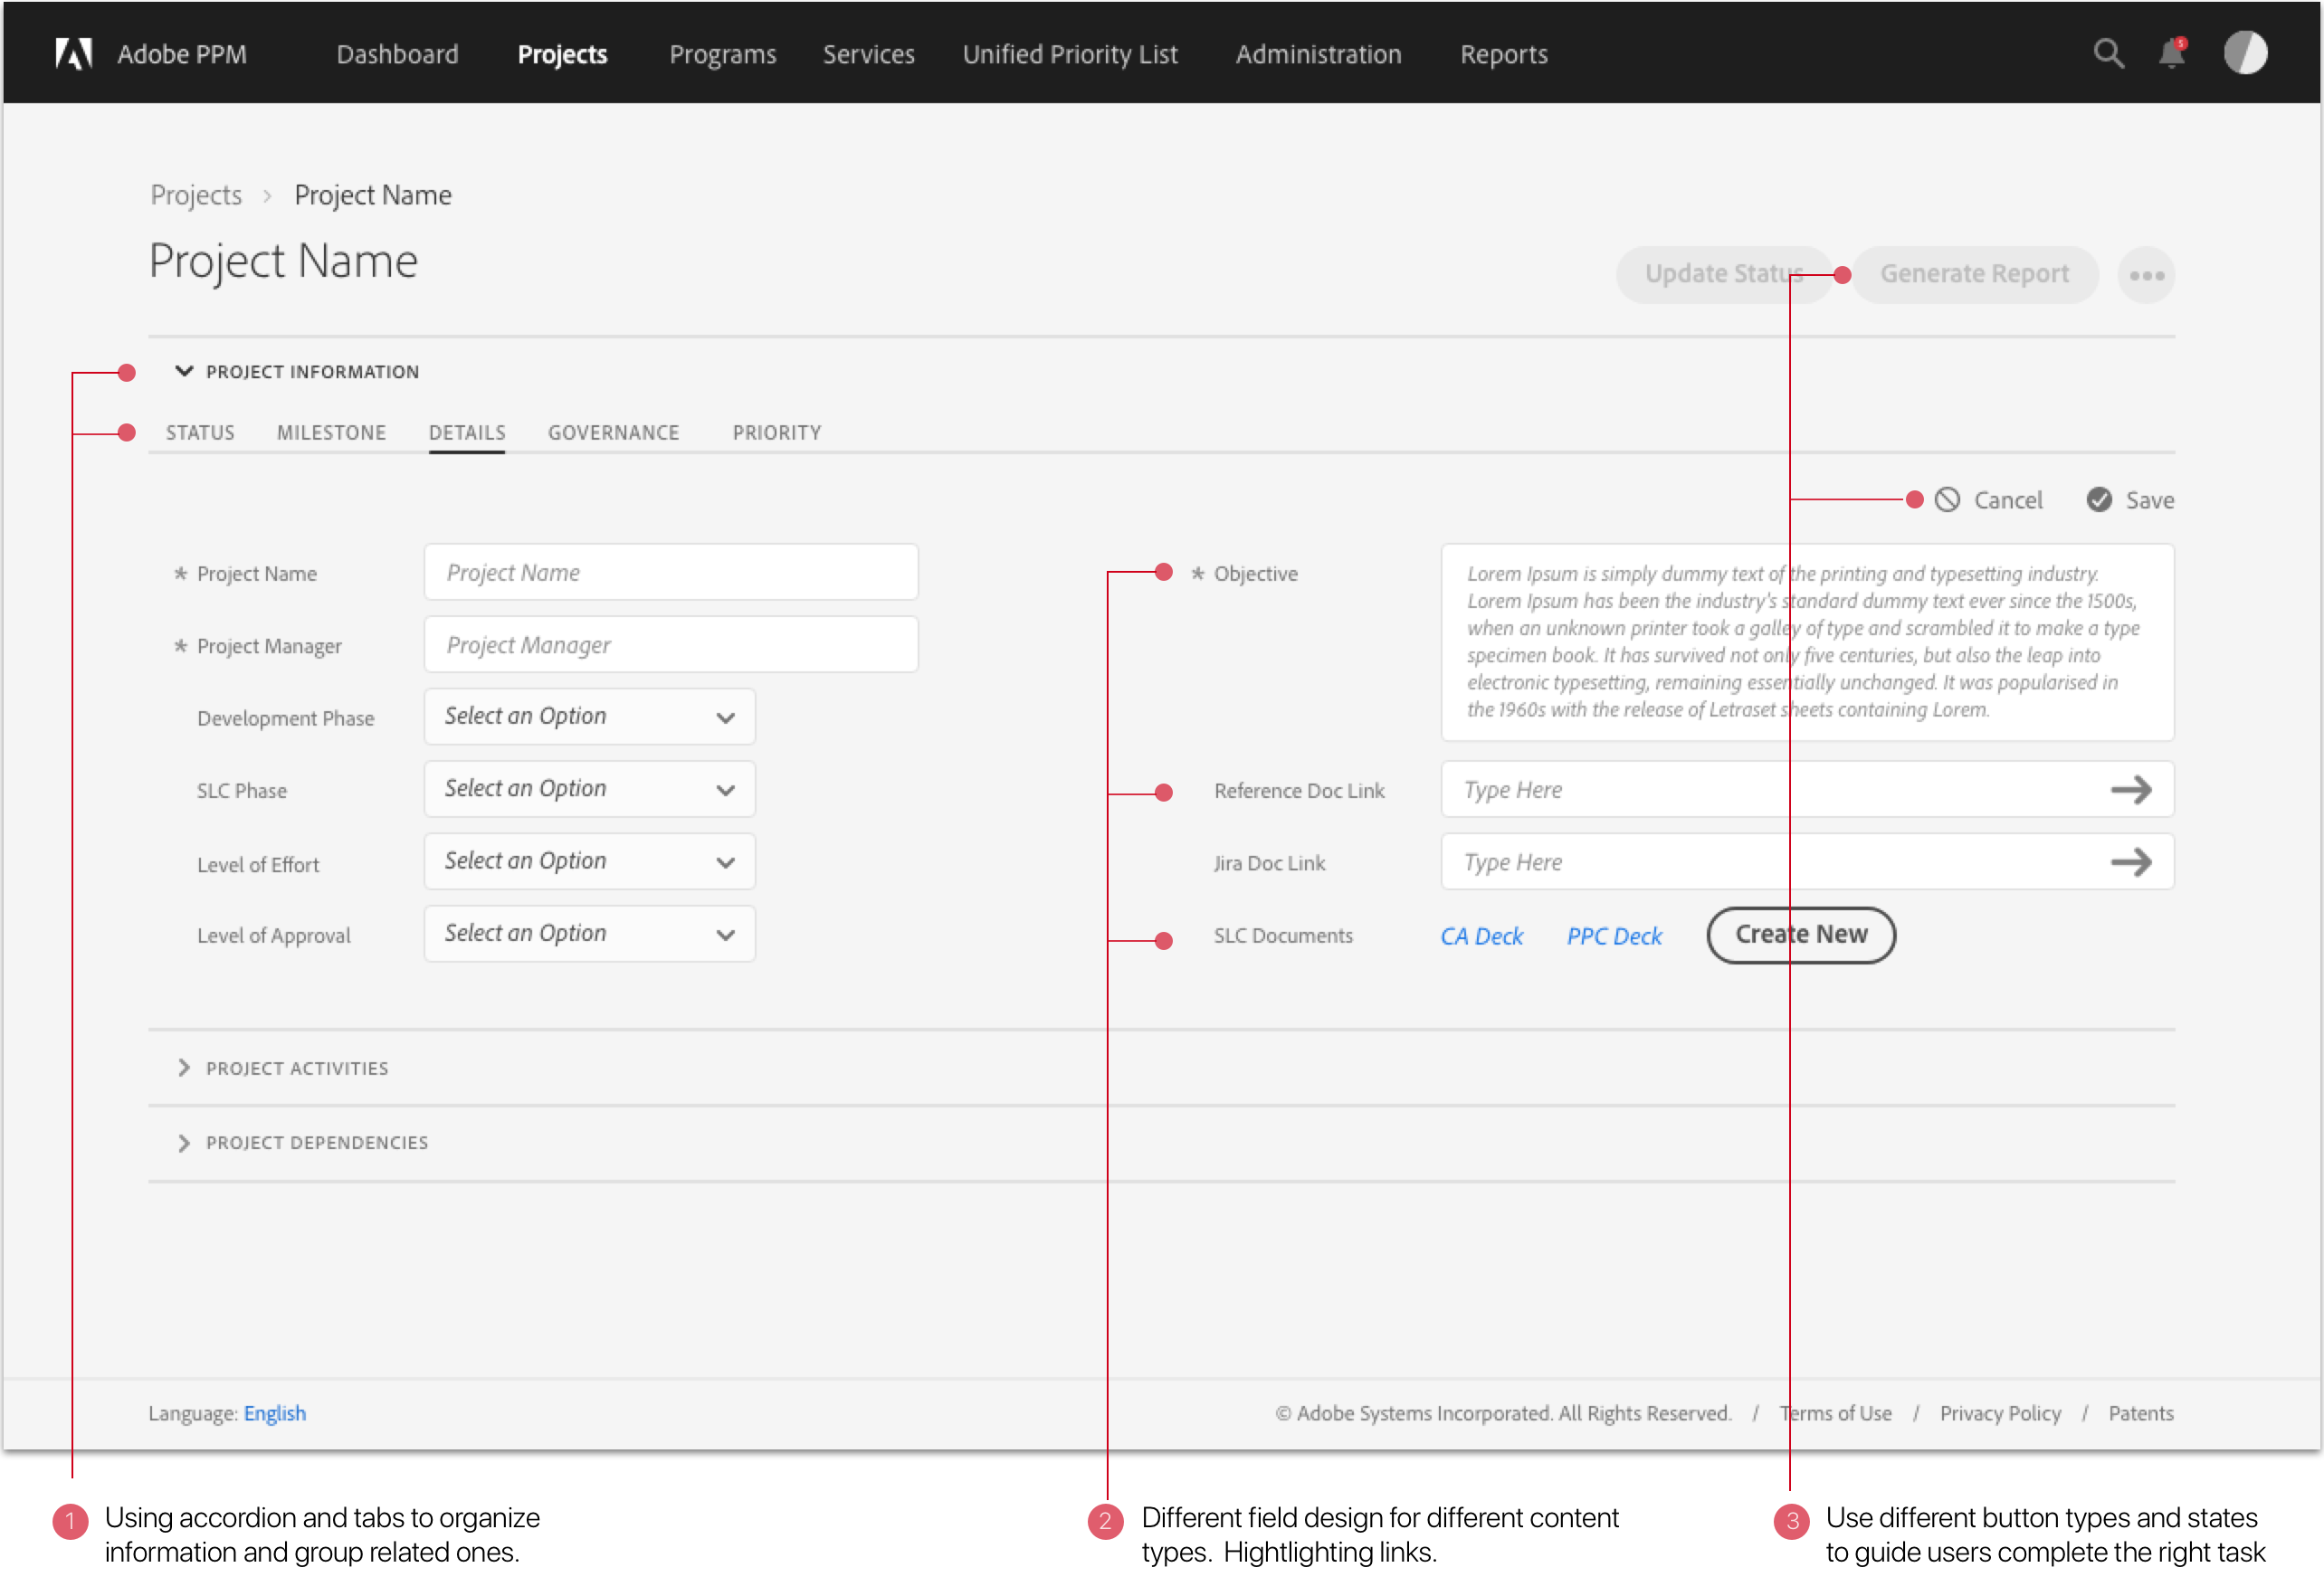 Adobe PPM Dashboard Projects Programs Services Unified Priority List Administration Reports 5
Projects > Project Name
Project Name
Update Status Generate Report
PROJECT INFORMATION
STATUS MILESTONE DETAILS GOVERNANCE PRIORITY
Cancel Save
* Project Name Project Name
* Project Manager Project Manager
Development Phase Select an Option
SLC Phase Select an Option
Level of Effort Select an Option
Level of Approval Select an Option
* Objective
Lorem Ipsum is simply dummy text of the printing and typesetting industry.
Lorem Ipsum has been the industry's standard dummy text ever since the 1500s,
when an unknown printer took a galley of type and scrambled it to make a type
specimen book. It has survived not only five centuries, but also the leap into
electronic typesetting, remaining essentially unchanged. It was popularised in
the 1960s with the release of Letraset sheets containing Lorem.
Reference Doc Link Type Here
Jira Doc Link Type Here
SLC Documents CA Deck PPC Deck Create New
PROJECT ACTIVITIES
PROJECT DEPENDENCIES
Language: English © Adobe Systems Incorporated. All Rights Reserved. / Terms of Use / Privacy Policy / Patents
1 Using accordion and tabs to organize
information and group related ones.
2 Different field design for different content
types. Hightlighting links.
3 Use different button types and states
to guide users complete the right task